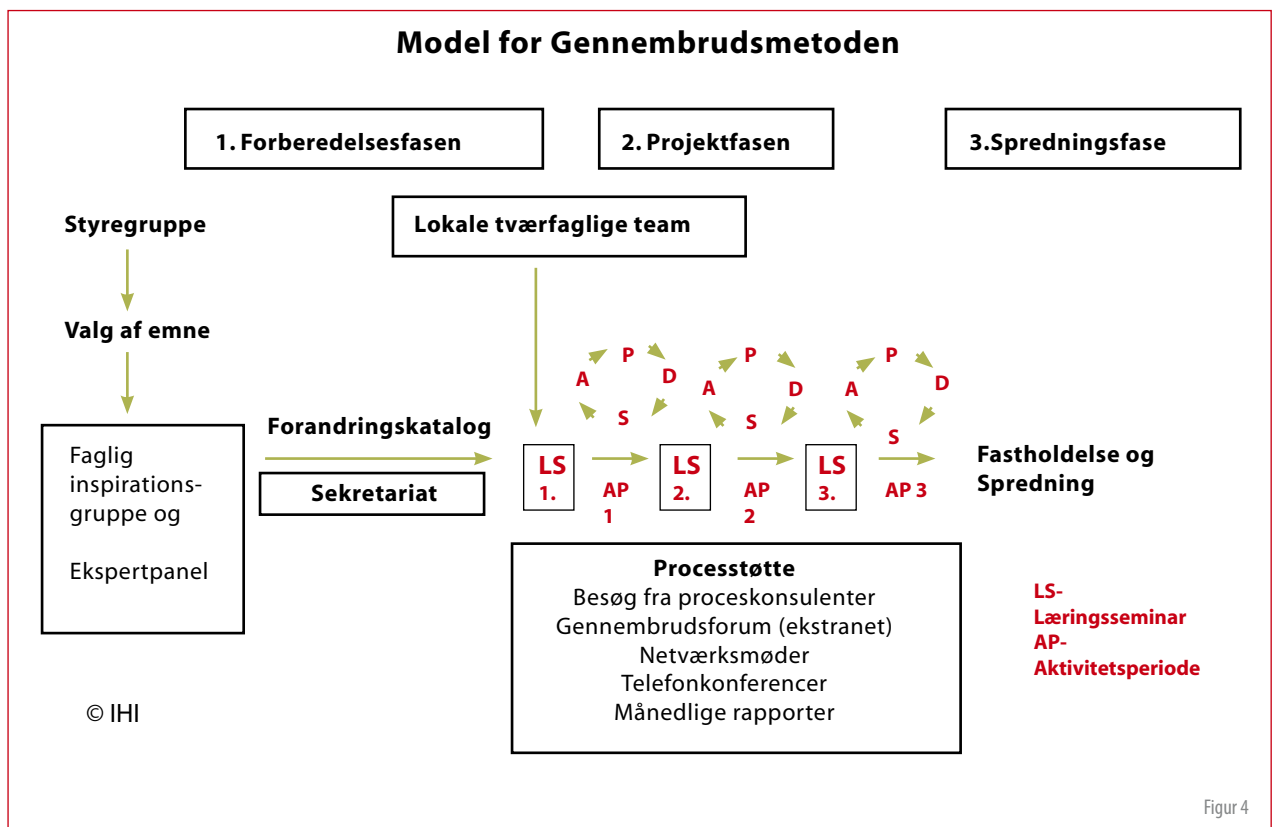 Model for Gennembrudsmetoden
1. Forberedelsesfasen
2. Projektfasen
3.Spredningsfase
Styregruppe
Lokale tværfaglige team
Valg af emne
Faglig
inspirations-
gruppe og
Ekspertpanel
Forandringskatalog
Sekretariat
A
P
D
S
A
P
D
S
A
P
D
S
LS
1.
AP
1
LS
2.
AP
2
LS
3.
AP 3
Fastholdelse og
Spredning
Processtøtte
Besøg fra proceskonsulenter
Gennembrudsforum (ekstranet)
Netværksmøder
Telefonkonferencer
Månedlige rapporter
LS-
Læringsseminar
AP-
Aktivitetsperiode
© IHI
Figur 4